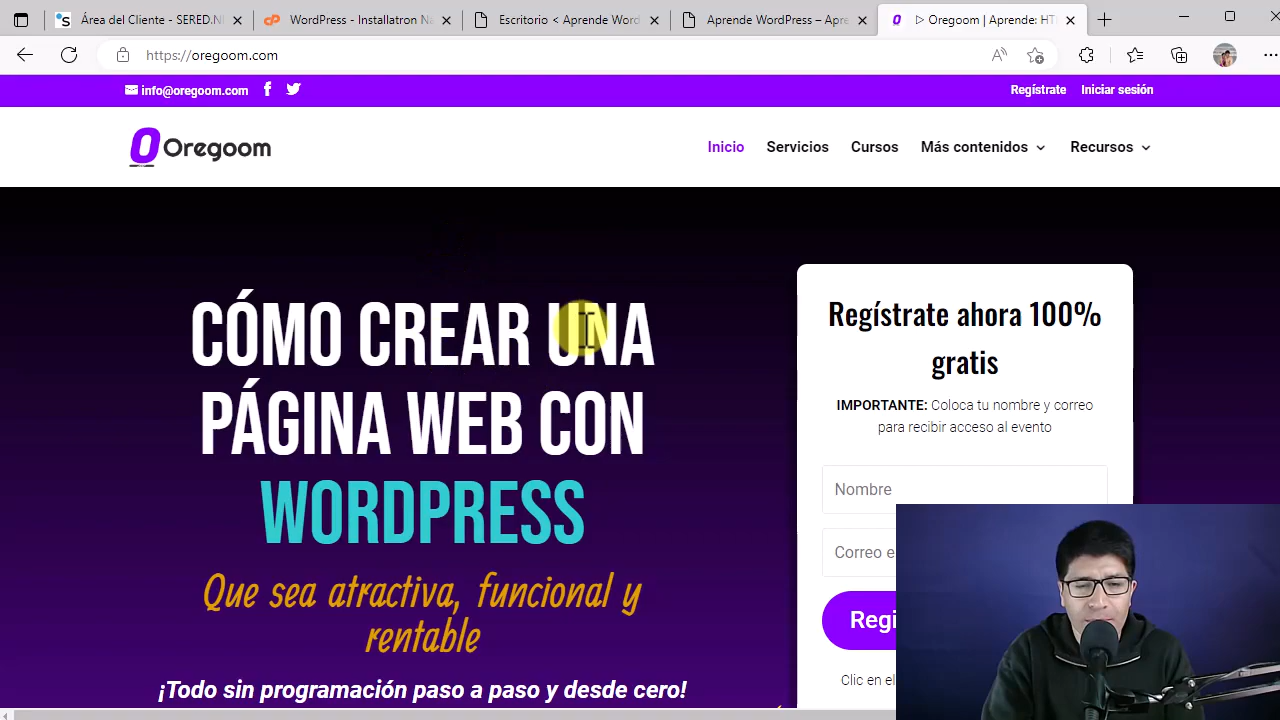 Área del Cliente - SERED.N
WordPress - Installatron
Escritorio < Aprende Word
Aprende WordPress – Apre
Oregoom | Aprende: HT
https://oregoom.com
info@oregoom.com
Regístrate Iniciar sesión
Oregoom
Inicio Servicios Cursos Más contenidos Recursos
CÓMO CREAR UNA
PÁGINA WEB CON
WORDPRESS
Que sea atractiva, funcional y
rentable
¡Todo sin programación paso a paso y desde cero!
Regístrate ahora 100%
gratis
IMPORTANTE: Coloca tu nombre y correo
para recibir acceso al evento
Nombre
Correo e
Regi
Clic en el